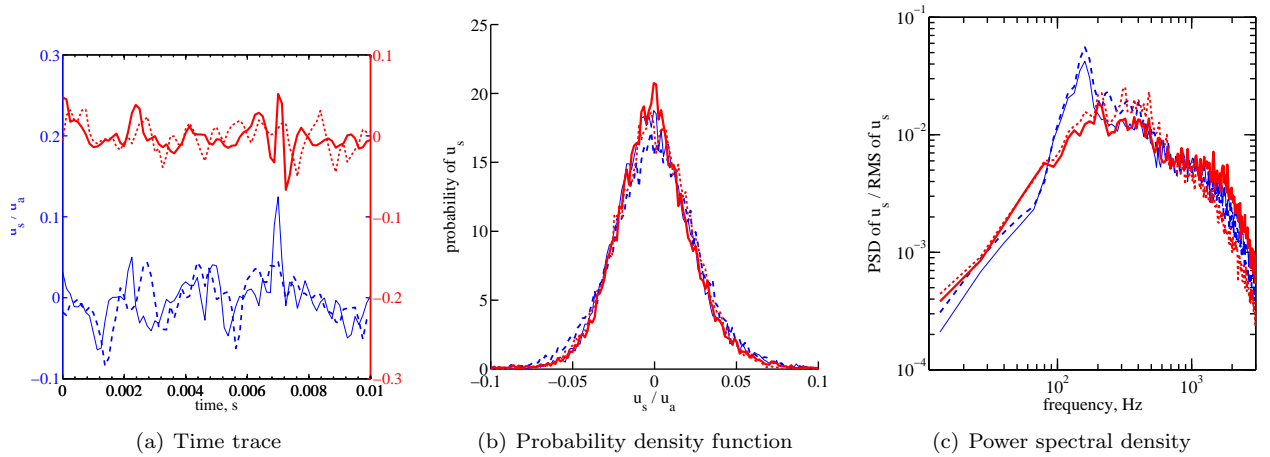 0.3
0.2
0.1
0
−0.1
u_s / u_a
0.1
0
−0.1
−0.2
−0.3
0 0.002 0.004 0.006 0.008 0.01
time, s
(a) Time trace
25
20
15
10
5
0
probability of u_s
−0.1 −0.05 0 0.05 0.1
u_s / u_a
(b) Probability density function
10^−1
10^−2
10^−3
10^−4
PSD of u_s / RMS of u_s
10^2 10^3
frequency, Hz
(c) Power spectral density